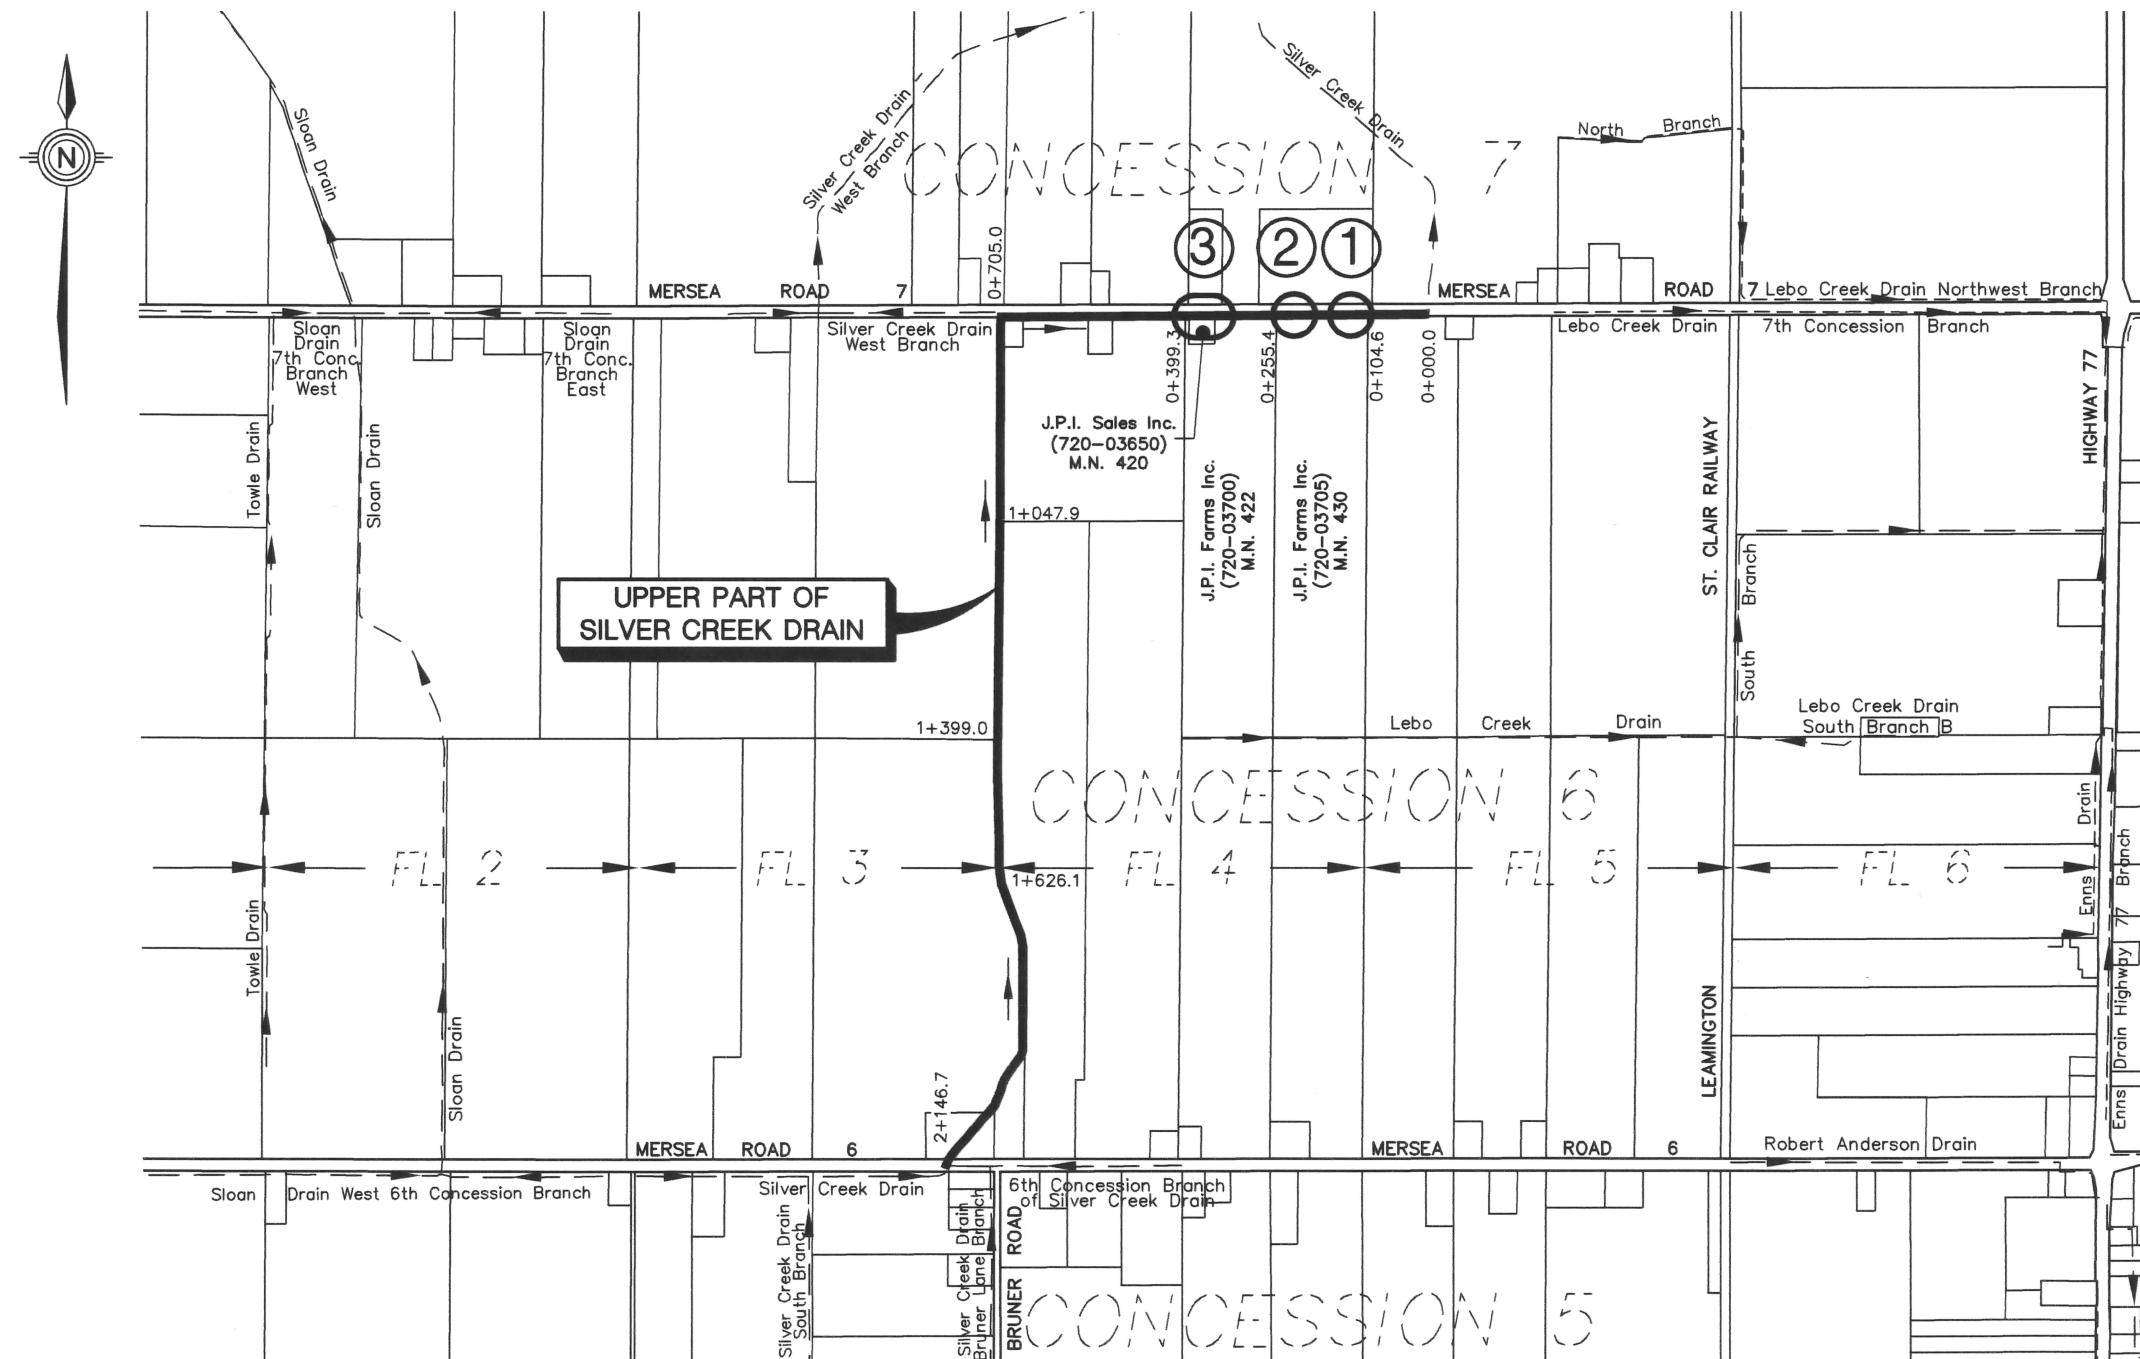 N
Sloan Drain
Silver Creek Drain
West Branch
Silver Creek Drain
North Branch
CONCESSION 7
3
2
1
0+705.0
MERSEA ROAD 7
MERSEA ROAD 7
Lebo Creek Drain Northwest Branch
Sloan
Drain
7th Conc.
Branch
West
Sloan
Drain
7th Conc.
Branch
East
Silver Creek Drain
West Branch
Lebo Creek Drain 7th Concession Branch
0+399.3
0+255.4
0+104.6
0+000.0
HIGHWAY 77
Towle Drain
Sloan Drain
J.P.I. Sales Inc.
(720-03650)
M.N. 420
J.P.I. Farms Inc.
(720-03700)
M.N. 422
J.P.I. Farms Inc.
(720-03705)
M.N. 430
ST. CLAIR RAILWAY
1+047.9
South Branch
UPPER PART OF
SILVER CREEK DRAIN
1+399.0
Lebo Creek Drain
Lebo Creek Drain
South Branch B
CONCESSION 6
Enns Drain
FL 2
FL 3
FL 4
FL 5
FL 6
1+626.1
Towle Drain
Sloan Drain
LEAMINGTON
Enns Drain Highway 77 Branch
2+146.7
MERSEA ROAD 6
MERSEA ROAD 6
Robert Anderson Drain
Sloan Drain West 6th Concession Branch
Silver Creek Drain
6th Concession Branch
of Silver Creek Drain
Silver Creek Drain
South Branch
Silver Creek Drain
Bruner Lane Branch
BRUNER ROAD
CONCESSION 5